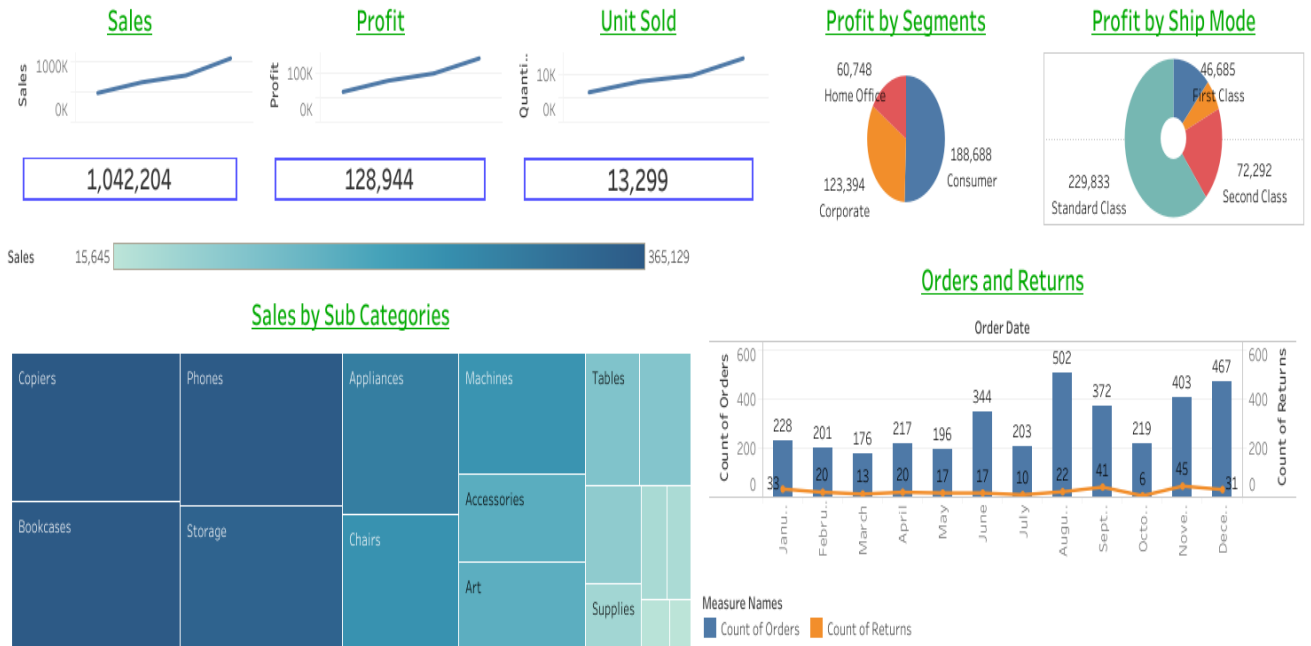 Sales
Profit
Unit Sold
Profit by Segments
Profit by Ship Mode
Sales
1000K
0K
Profit
100K
0K
Quanti..
10K
0K
1,042,204
128,944
13,299
60,748
Home Office
123,394
Corporate
188,688
Consumer
46,685
First Class
72,292
Second Class
229,833
Standard Class
Sales
15,645
365,129
Sales by Sub Categories
Copiers
Phones
Appliances
Machines
Tables
Accessories
Bookcases
Storage
Chairs
Art
Supplies
Orders and Returns
Order Date
Count of Orders
600
400
200
0
228
201
176
217
196
344
203
502
372
219
403
467
33
20
13
20
17
17
10
22
41
6
45
31
600
400
200
0
Count of Returns
Janu..
Febru..
March
April
May
June
July
Augu..
Sept..
Octo..
Nove..
Dece..
Measure Names
Count of Orders
Count of Returns